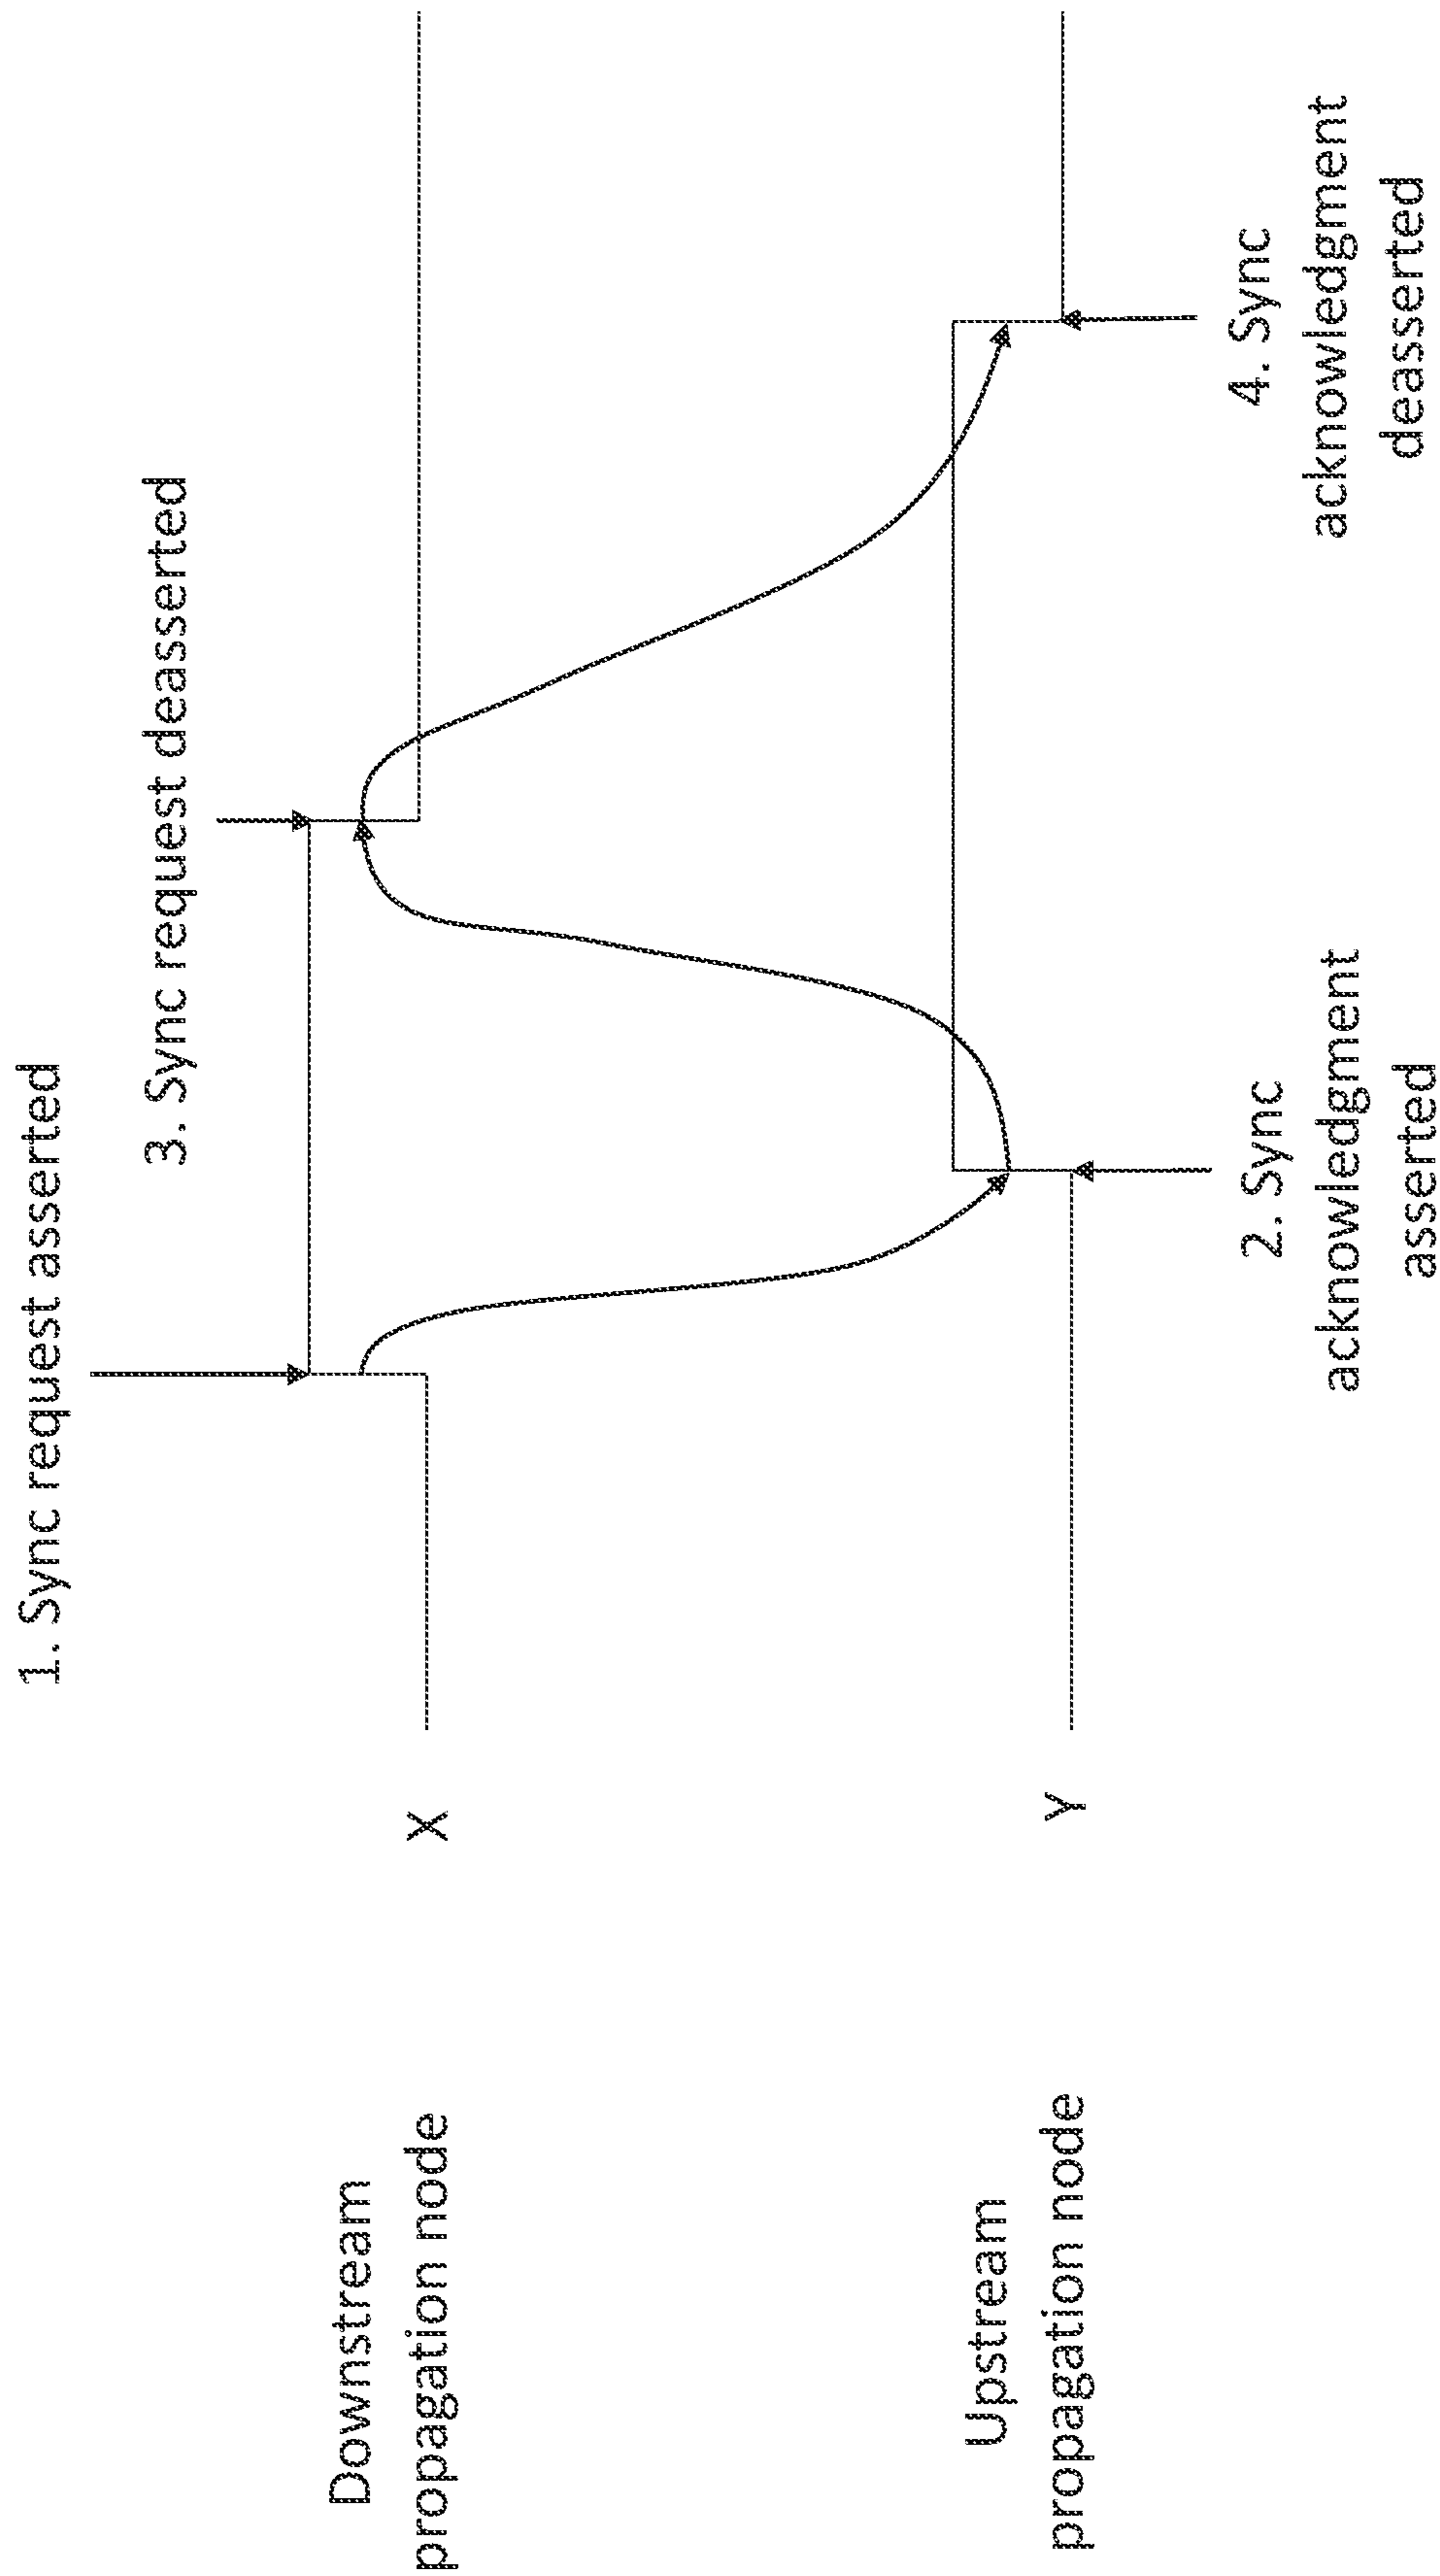 1. Sync request asserted
3. Sync request deasserted
Downstream
propagation node
X
Upstream
propagation node
Y
2. Sync
acknowledgment
asserted
4. Sync
acknowledgment
deasserted